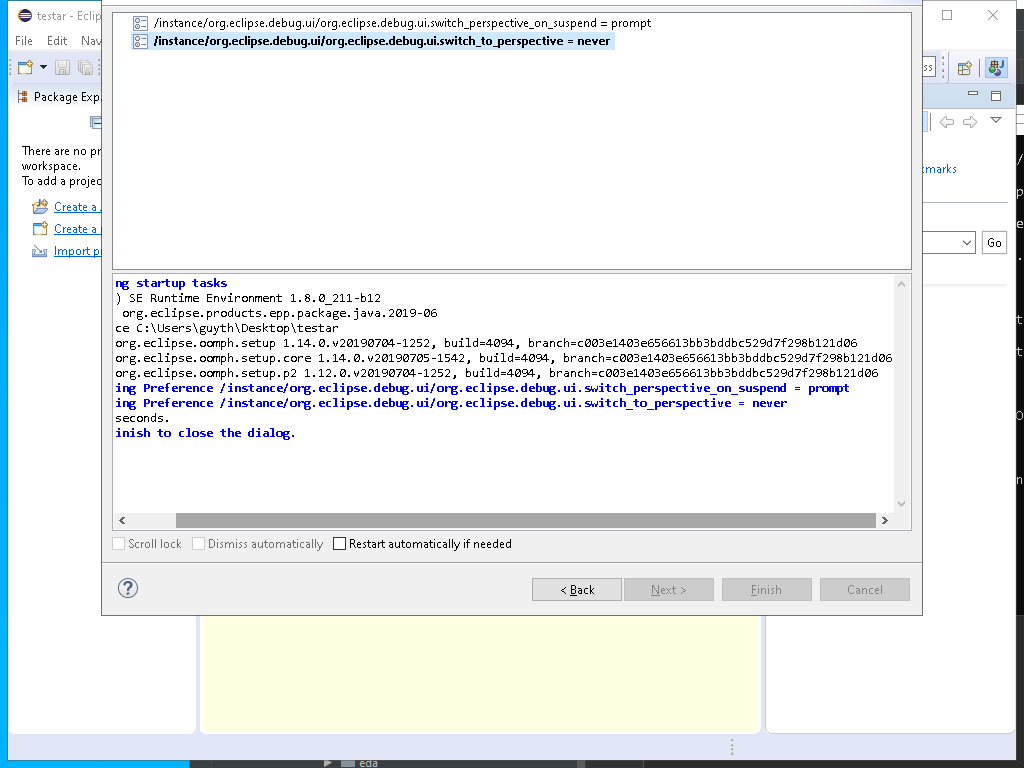 testar - Eclip
/instance/org.eclipse.debug.ui/org.eclipse.debug.ui.switch_perspective_on_suspend = prompt
/instance/org.eclipse.debug.ui/org.eclipse.debug.ui.switch_to_perspective = never
File Edit Nav
ss
Package Exp
There are no pr
workspace.
To add a projec
marks
Create a
Create a
Import p
Go
ng startup tasks
) SE Runtime Environment 1.8.0_211-b12
org.eclipse.products.epp.package.java.2019-06
ce C:\Users\guyth\Desktop\testar
org.eclipse.oomph.setup 1.14.0.v20190704-1252, build=4094, branch=c003e1403e656613bb3bddbc529d7f298b121d06
org.eclipse.oomph.setup.core 1.14.0.v20190705-1542, build=4094, branch=c003e1403e656613bb3bddbc529d7f298b121d06
org.eclipse.oomph.setup.p2 1.12.0.v20190704-1252, build=4094, branch=c003e1403e656613bb3bddbc529d7f298b121d06
ing Preference /instance/org.eclipse.debug.ui/org.eclipse.debug.ui.switch_perspective_on_suspend = prompt
ing Preference /instance/org.eclipse.debug.ui/org.eclipse.debug.ui.switch_to_perspective = never
seconds.
inish to close the dialog.
Scroll lock Dismiss automatically Restart automatically if needed
? < Back Next > Finish Cancel
eda